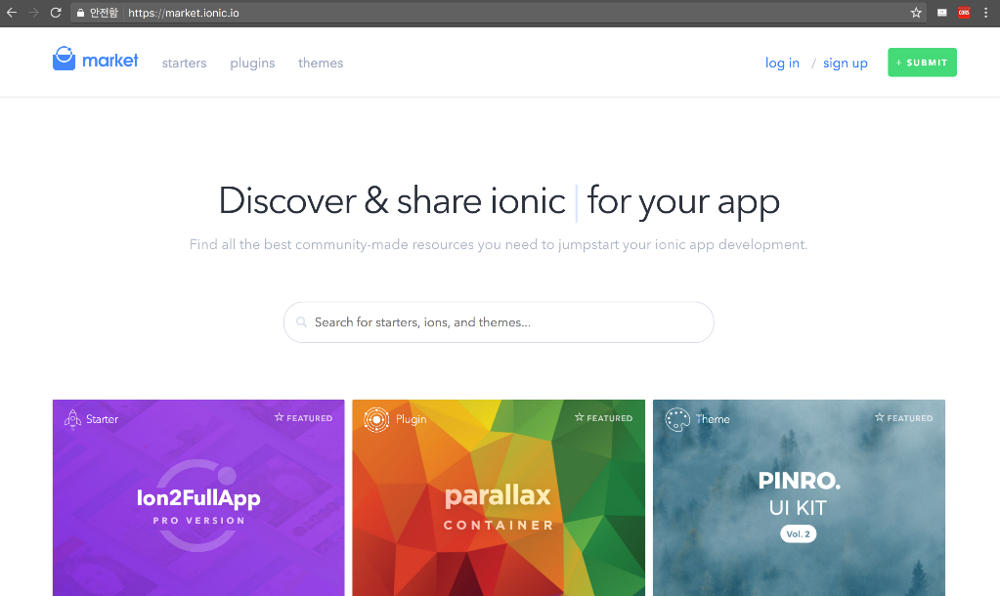 안전함 https://market.ionic.io
CONS
market starters plugins themes log in / sign up + SUBMIT
Discover & share ionic for your app
Find all the best community-made resources you need to jumpstart your ionic app development.
Search for starters, ions, and themes...
Starter FEATURED
Ion2FullApp
PRO VERSION
Plugin FEATURED
parallax
CONTAINER
Theme FEATURED
PINRO.
UI KIT
Vol. 2